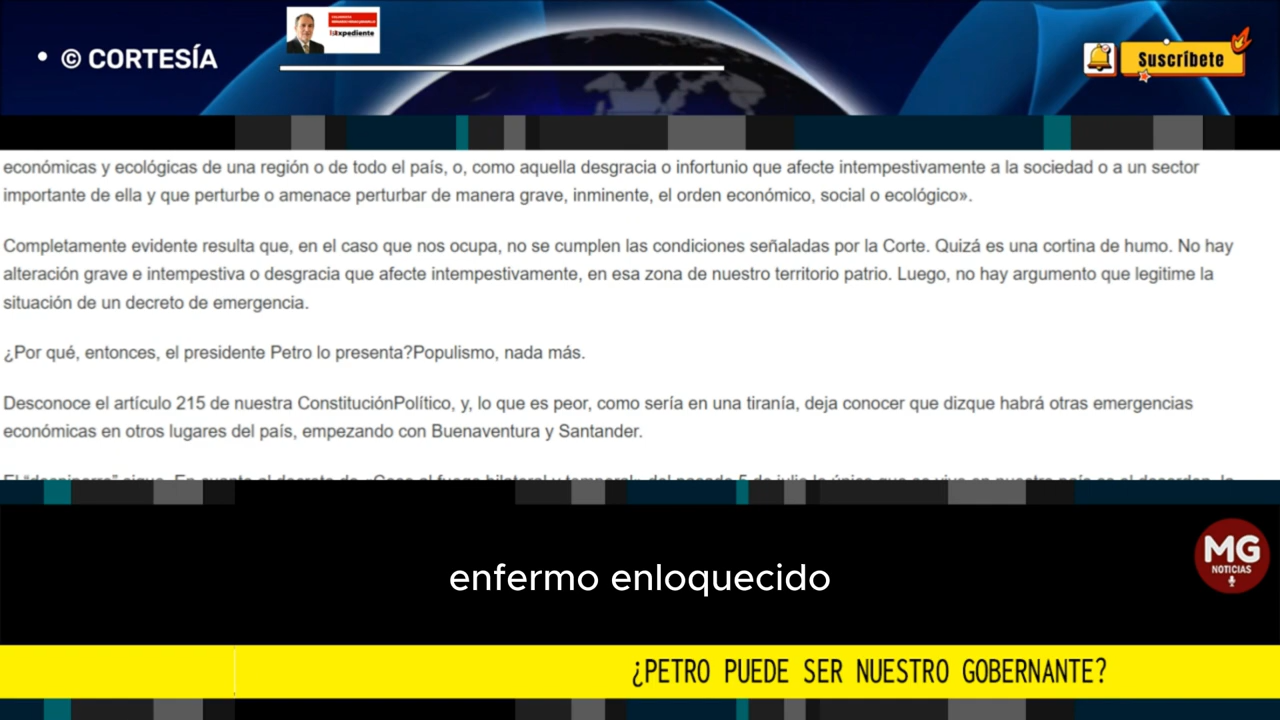 • © CORTESÍA
Expediente
Suscríbete
económicas y ecológicas de una región o de todo el país, o, como aquella desgracia o infortunio que afecte intempestivamente a la sociedad o a un sector
importante de ella y que perturbe o amenace perturbar de manera grave, inminente, el orden económico, social o ecológico».
Completamente evidente resulta que, en el caso que nos ocupa, no se cumplen las condiciones señaladas por la Corte. Quizá es una cortina de humo. No hay
alteración grave e intempestiva o desgracia que afecte intempestivamente, en esa zona de nuestro territorio patrio. Luego, no hay argumento que legitime la
situación de un decreto de emergencia.
¿Por qué, entonces, el presidente Petro lo presenta?Populismo, nada más.
Desconoce el artículo 215 de nuestra ConstituciónPolítico, y, lo que es peor, como sería en una tiranía, deja conocer que dizque habrá otras emergencias
económicas en otros lugares del país, empezando con Buenaventura y Santander.
enfermo enloquecido
MG
NOTICIAS
¿PETRO PUEDE SER NUESTRO GOBERNANTE?